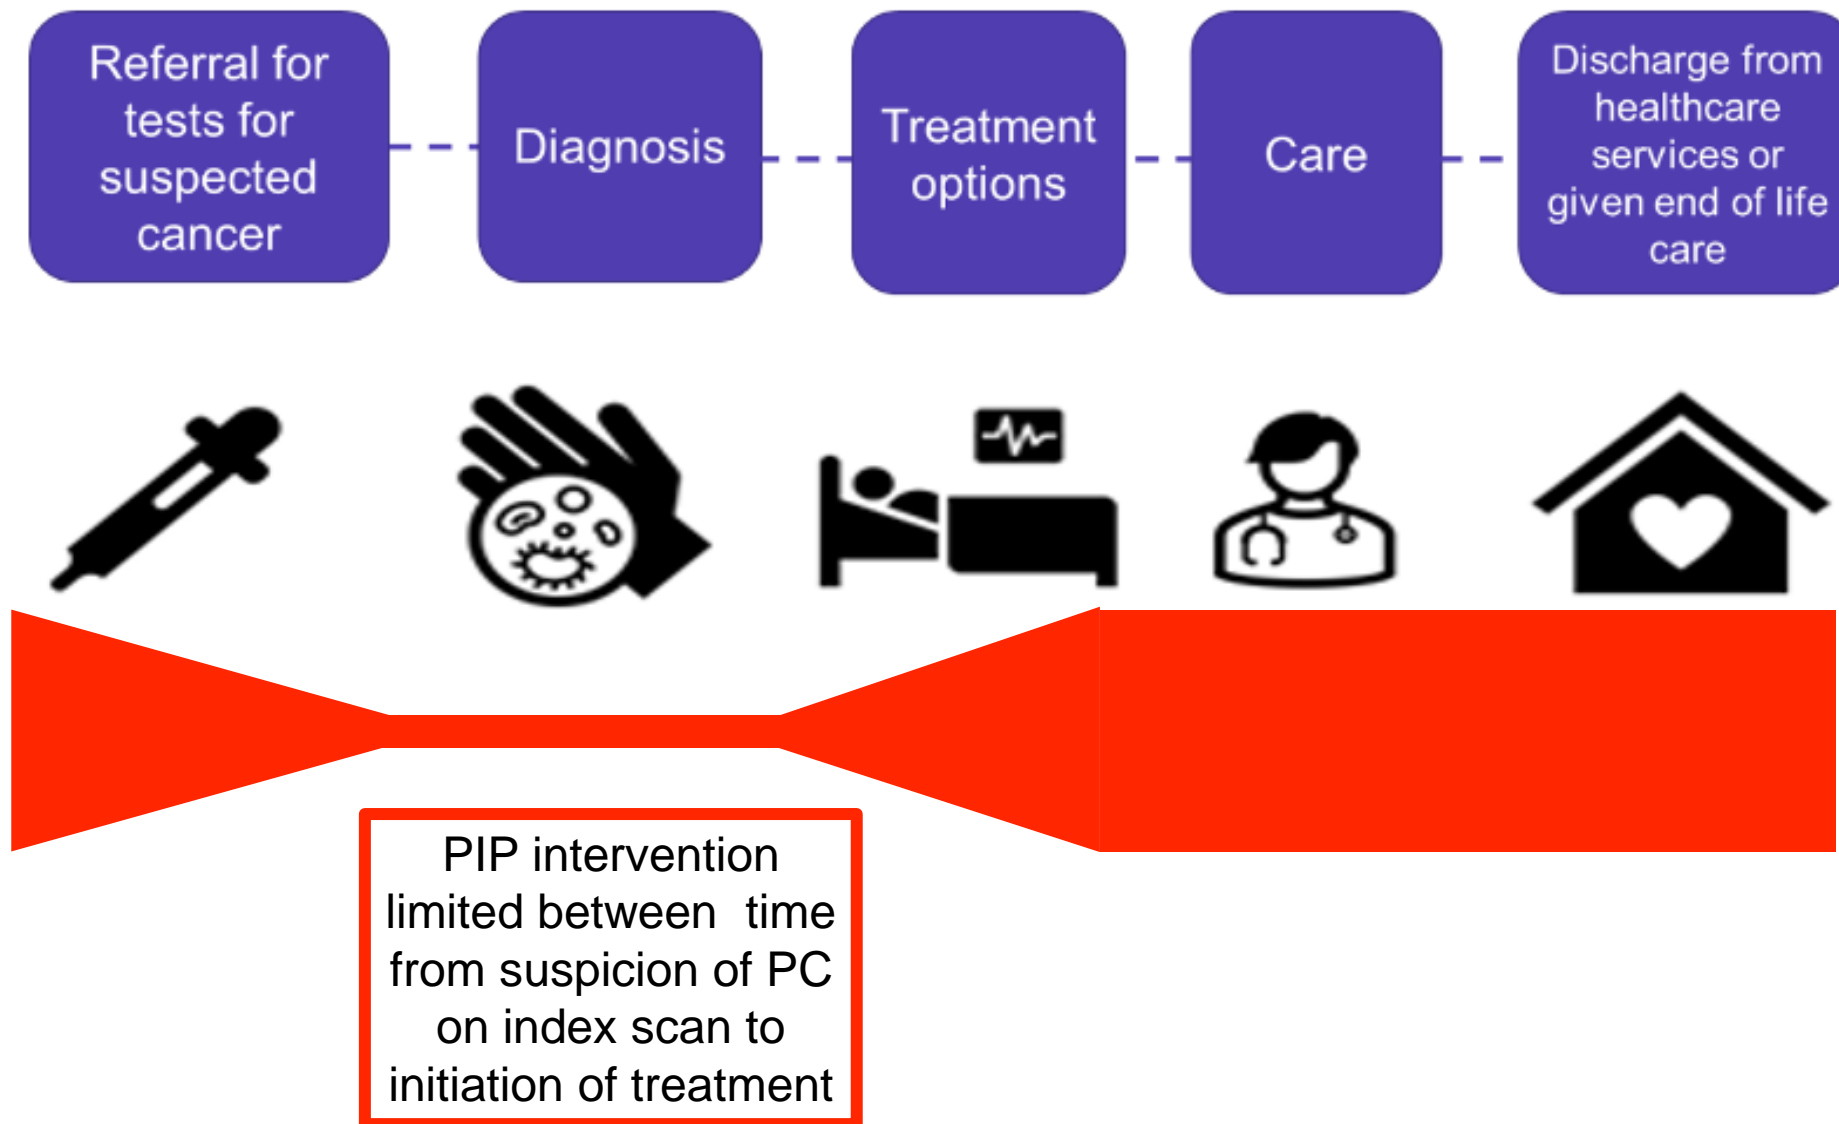 Referral for
tests for
suspected
cancer
Diagnosis
Treatment
options
Care
Discharge from
healthcare
services or
given end of life
care
PIP intervention
limited between  time
from suspicion of PC
on index scan to
initiation of treatment